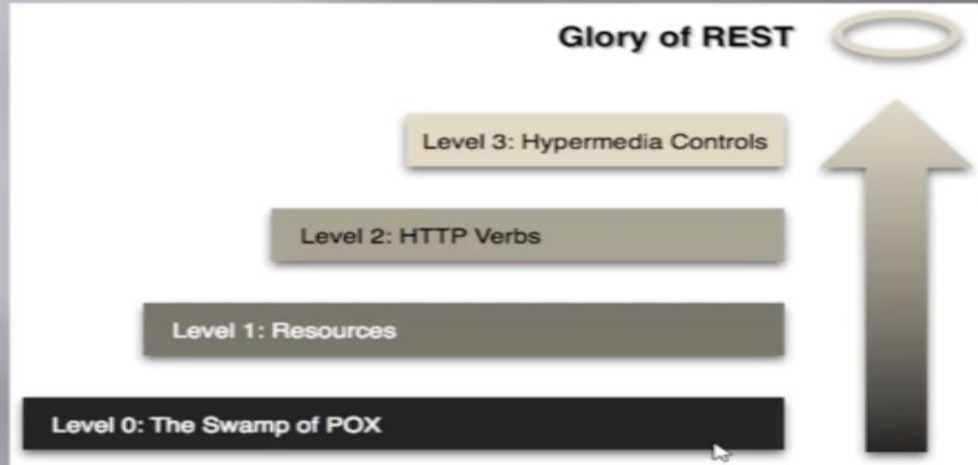 Glory of REST
Level 3: Hypermedia Controls
Level 2: HTTP Verbs
Level 1: Resources
Level 0: The Swamp of POX